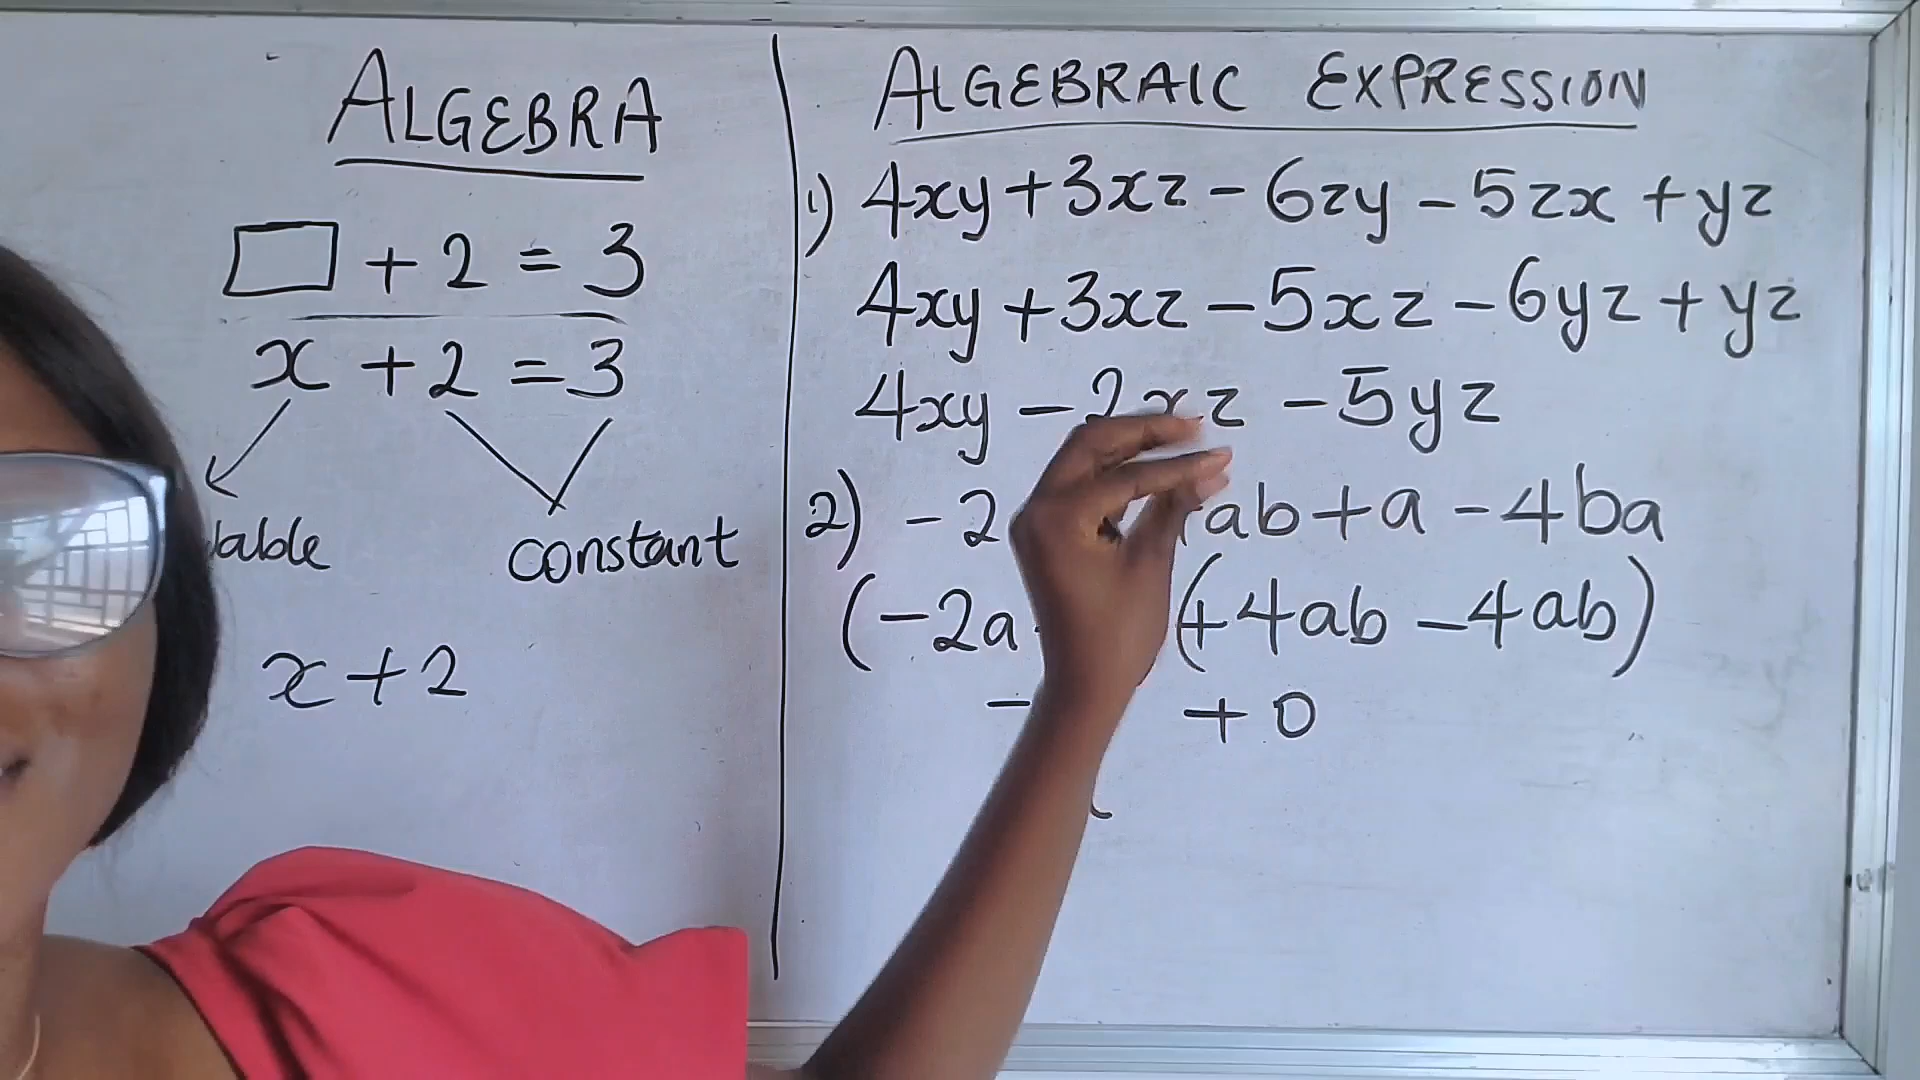 ALGEBRA
□ + 2 = 3
x + 2 = 3
constant
x + 2
ALGEBRAIC EXPRESSION
1) 4xy + 3xz - 6zy - 5zx + yz
4xy + 3xz - 5xz - 6yz + yz
4xy - 2xz - 5yz
2) - 2 ab + a - 4ba
(-2a (+4ab - 4ab)
- + 0